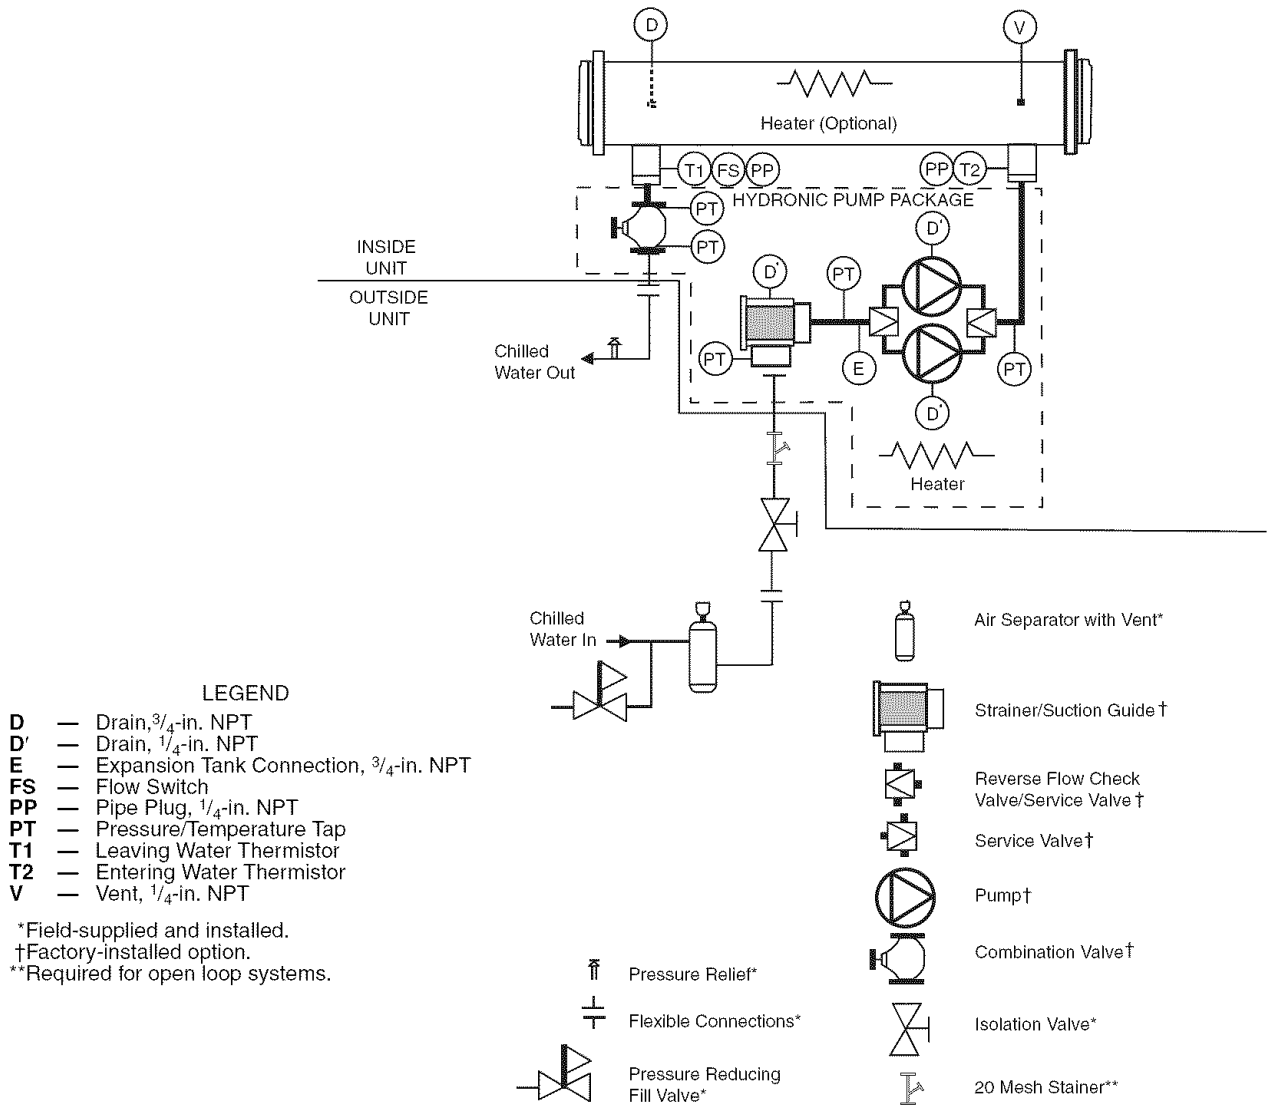 D
V
Heater (Optional)
T1 FS PP
PP T2
HYDRONIC PUMP PACKAGE
PT
D'
PT
INSIDE
UNIT
D'
PT
OUTSIDE
UNIT
Chilled
Water Out
PT
E
PT
D'
Heater
Chilled
Water In
Air Separator with Vent*
LEGEND
D — Drain,3/4-in. NPT
D' — Drain, 1/4-in. NPT
E — Expansion Tank Connection, 3/4-in. NPT
FS — Flow Switch
PP — Pipe Plug, 1/4-in. NPT
PT — Pressure/Temperature Tap
T1 — Leaving Water Thermistor
T2 — Entering Water Thermistor
V — Vent, 1/4-in. NPT
*Field-supplied and installed.
†Factory-installed option.
**Required for open loop systems.
Strainer/Suction Guide†
Reverse Flow Check
Valve/Service Valve†
Service Valve†
Pump†
Combination Valve†
Isolation Valve*
20 Mesh Stainer**
Pressure Relief*
Flexible Connections*
Pressure Reducing
Fill Valve*